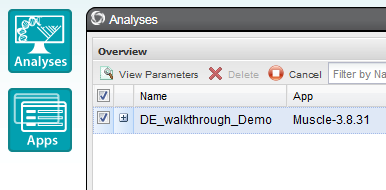 Analyses
Analyses
Overview
View Parameters Delete Cancel Filter by Na
Name App
DE_walkthrough_Demo Muscle-3.8.31
Apps